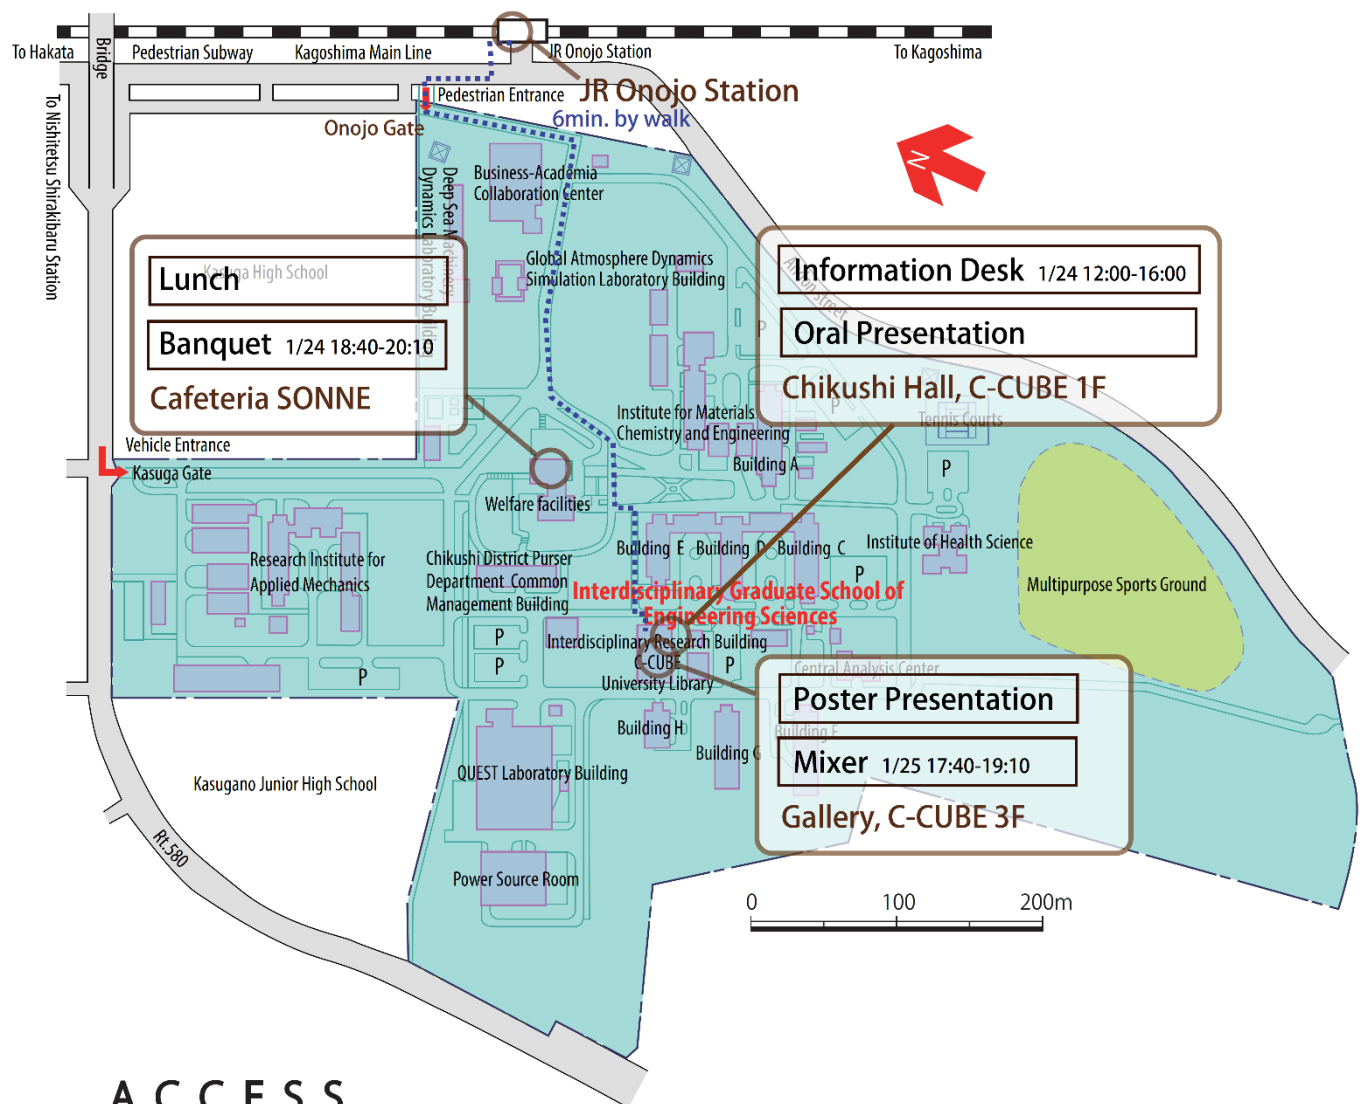 To Hakata
Bridge
Pedestrian Subway
Kagoshima Main Line
JR Onojo Station
To Kagoshima
To Nishitetsu Shirakibaru Station
Pedestrian Entrance
JR Onojo Station
6min. by walk
Onojo Gate
N
Business-Academia
Collaboration Center
Deep Sea Machinery
Dynamics Laboratory Building
Kasuga High School
Lunch
Banquet 1/24 18:40-20:10
Cafeteria SONNE
Global Atmosphere Dynamics
Simulation Laboratory Building
Information Desk 1/24 12:00-16:00
Oral Presentation
Chikushi Hall, C-CUBE 1F
Street
P
P
Tennis Courts
Institute for Materials
Chemistry and Engineering
Building A
P
Vehicle Entrance
Kasuga Gate
Welfare facilities
Research Institute for
Applied Mechanics
Chikushi District Purser
Department Common
Management Building
Building E
Building D
Building C
Institute of Health Science
P
Multipurpose Sports Ground
Interdisciplinary Graduate School of
Engineering Sciences
Interdisciplinary Research Building
C-CUBE
University Library
P
P
P
P
Central Analysis Center
Building H
Building G
Building F
Poster Presentation
Mixer 1/25 17:40-19:10
Gallery, C-CUBE 3F
QUEST Laboratory Building
Kasugano Junior High School
Rt.580
Power Source Room
0 100 200m
ACCESS